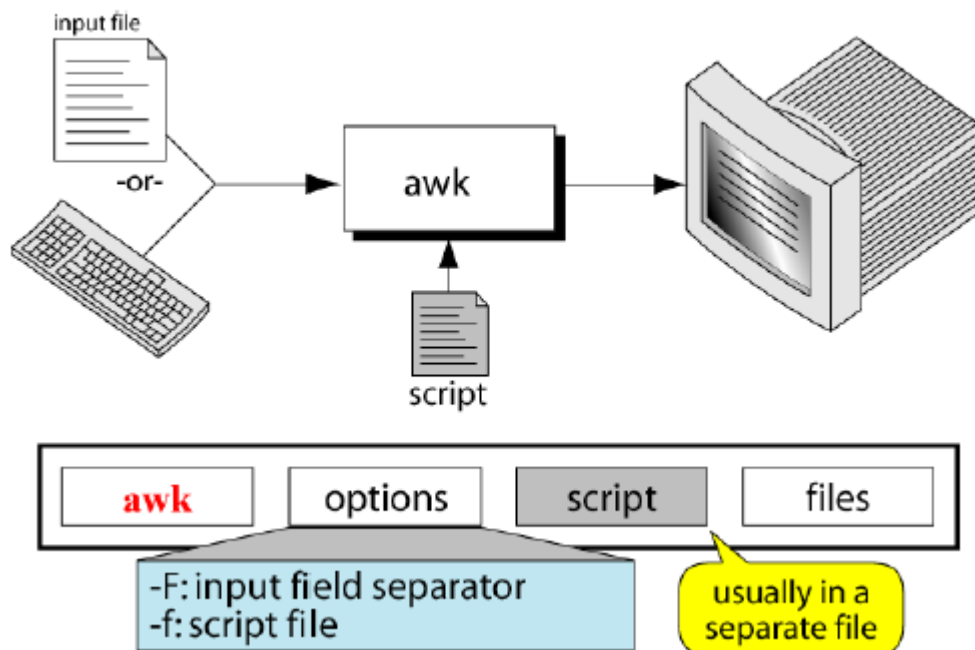 input file
-or-
awk
script
awk
options
script
files
-F: input field separator
-f: script file
usually in a
separate file